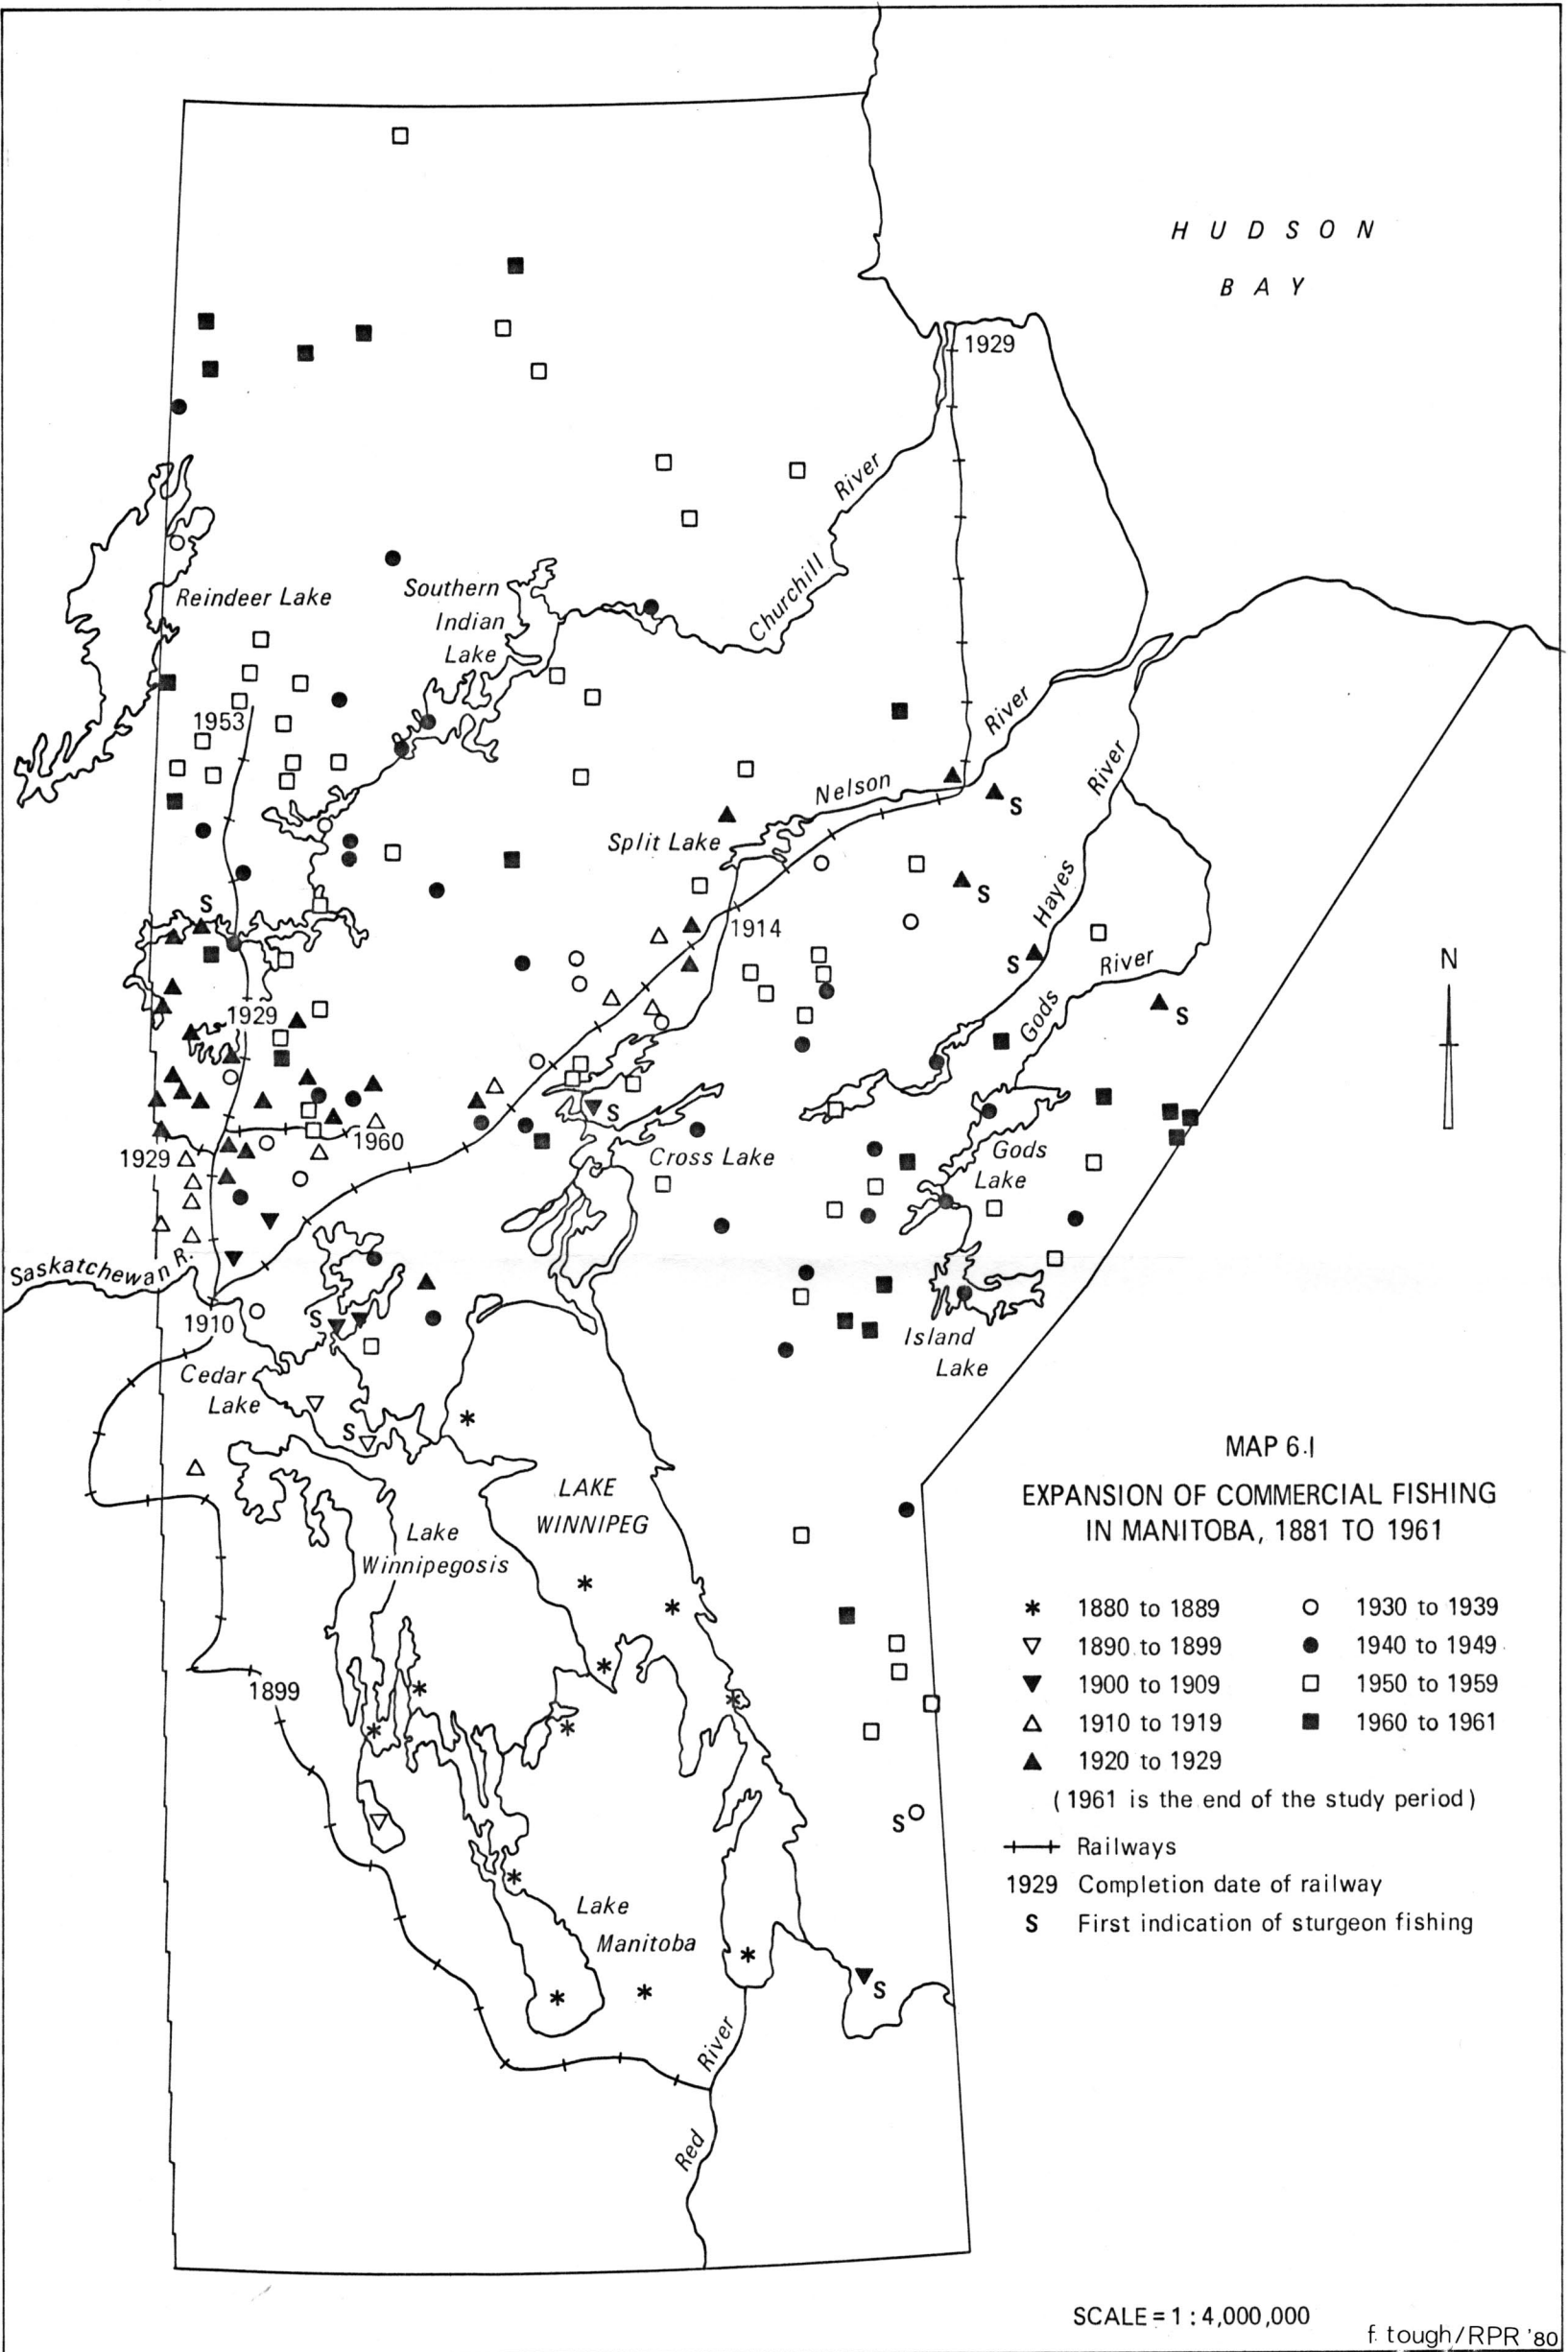 HUDSON
BAY
1929
River
Churchill
Reindeer Lake
Southern
Indian
Lake
1953
River
Nelson
River
Split Lake
S
S
S
Hayes
1914
S
River
Gods
S
N
1929
S
1960
1929
Cross Lake
Gods
Lake
Saskatchewan R.
1910
S
Island
Lake
Cedar
Lake
S
LAKE
WINNIPEG
Lake
Winnipegosis
1899
S
Lake
Manitoba
S
River
Red
MAP 6.1
EXPANSION OF COMMERCIAL FISHING
IN MANITOBA, 1881 TO 1961
1880 to 1889
1890 to 1899
1900 to 1909
1910 to 1919
1920 to 1929
1930 to 1939
1940 to 1949
1950 to 1959
1960 to 1961
(1961 is the end of the study period)
Railways
1929 Completion date of railway
S First indication of sturgeon fishing
SCALE = 1 : 4,000,000
f. tough/RPR '80